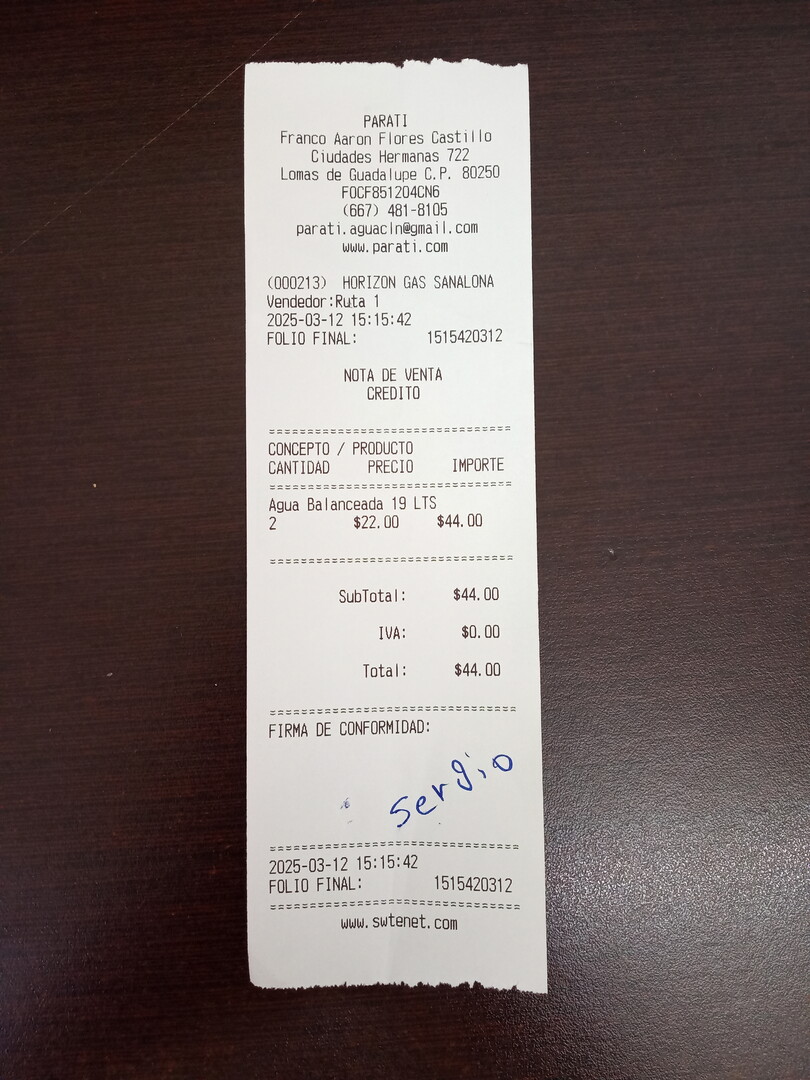 PARATI
Franco Aaron Flores Castillo
Ciudades Hermanas 722
Lomas de Guadalupe C.P. 80250
FOCF851204CN6
(667) 481-8105
parati.aguacln@gmail.com
www.parati.com
(000213) HORIZON GAS SANALONA
Vendedor:Ruta 1
2025-03-12 15:15:42
FOLIO FINAL: 1515420312
NOTA DE VENTA
CREDITO
================================
CONCEPTO / PRODUCTO
CANTIDAD PRECIO IMPORTE
================================
Agua Balanceada 19 LTS
2 $22.00 $44.00
================================
SubTotal: $44.00
IVA: $0.00
Total: $44.00
================================
FIRMA DE CONFORMIDAD:
Sergio
================================
2025-03-12 15:15:42
FOLIO FINAL: 1515420312
================================
www.swtenet.com